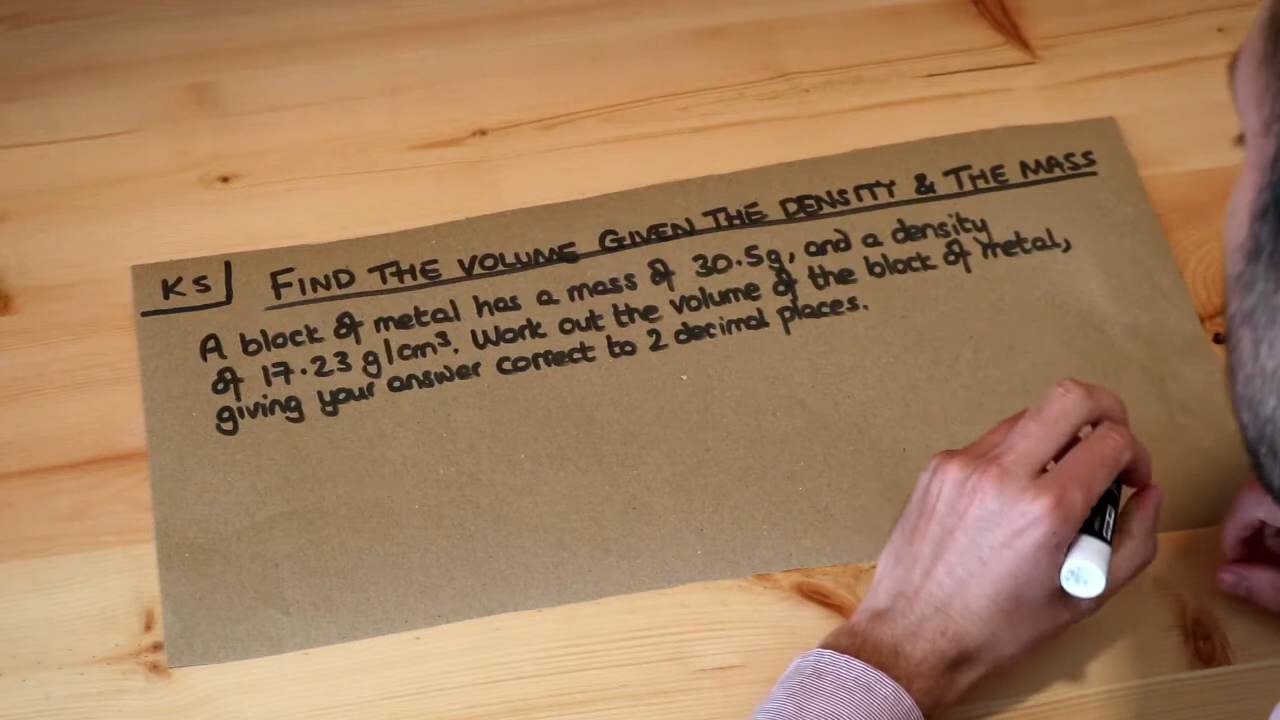 K5
FIND THE VOLUME GIVEN THE DENSITY & THE MASS
A block of metal has a mass of 30.5g, and a density
of 17.23 g/cm³. Work out the volume of the block of metal,
giving your answer correct to 2 decimal places.